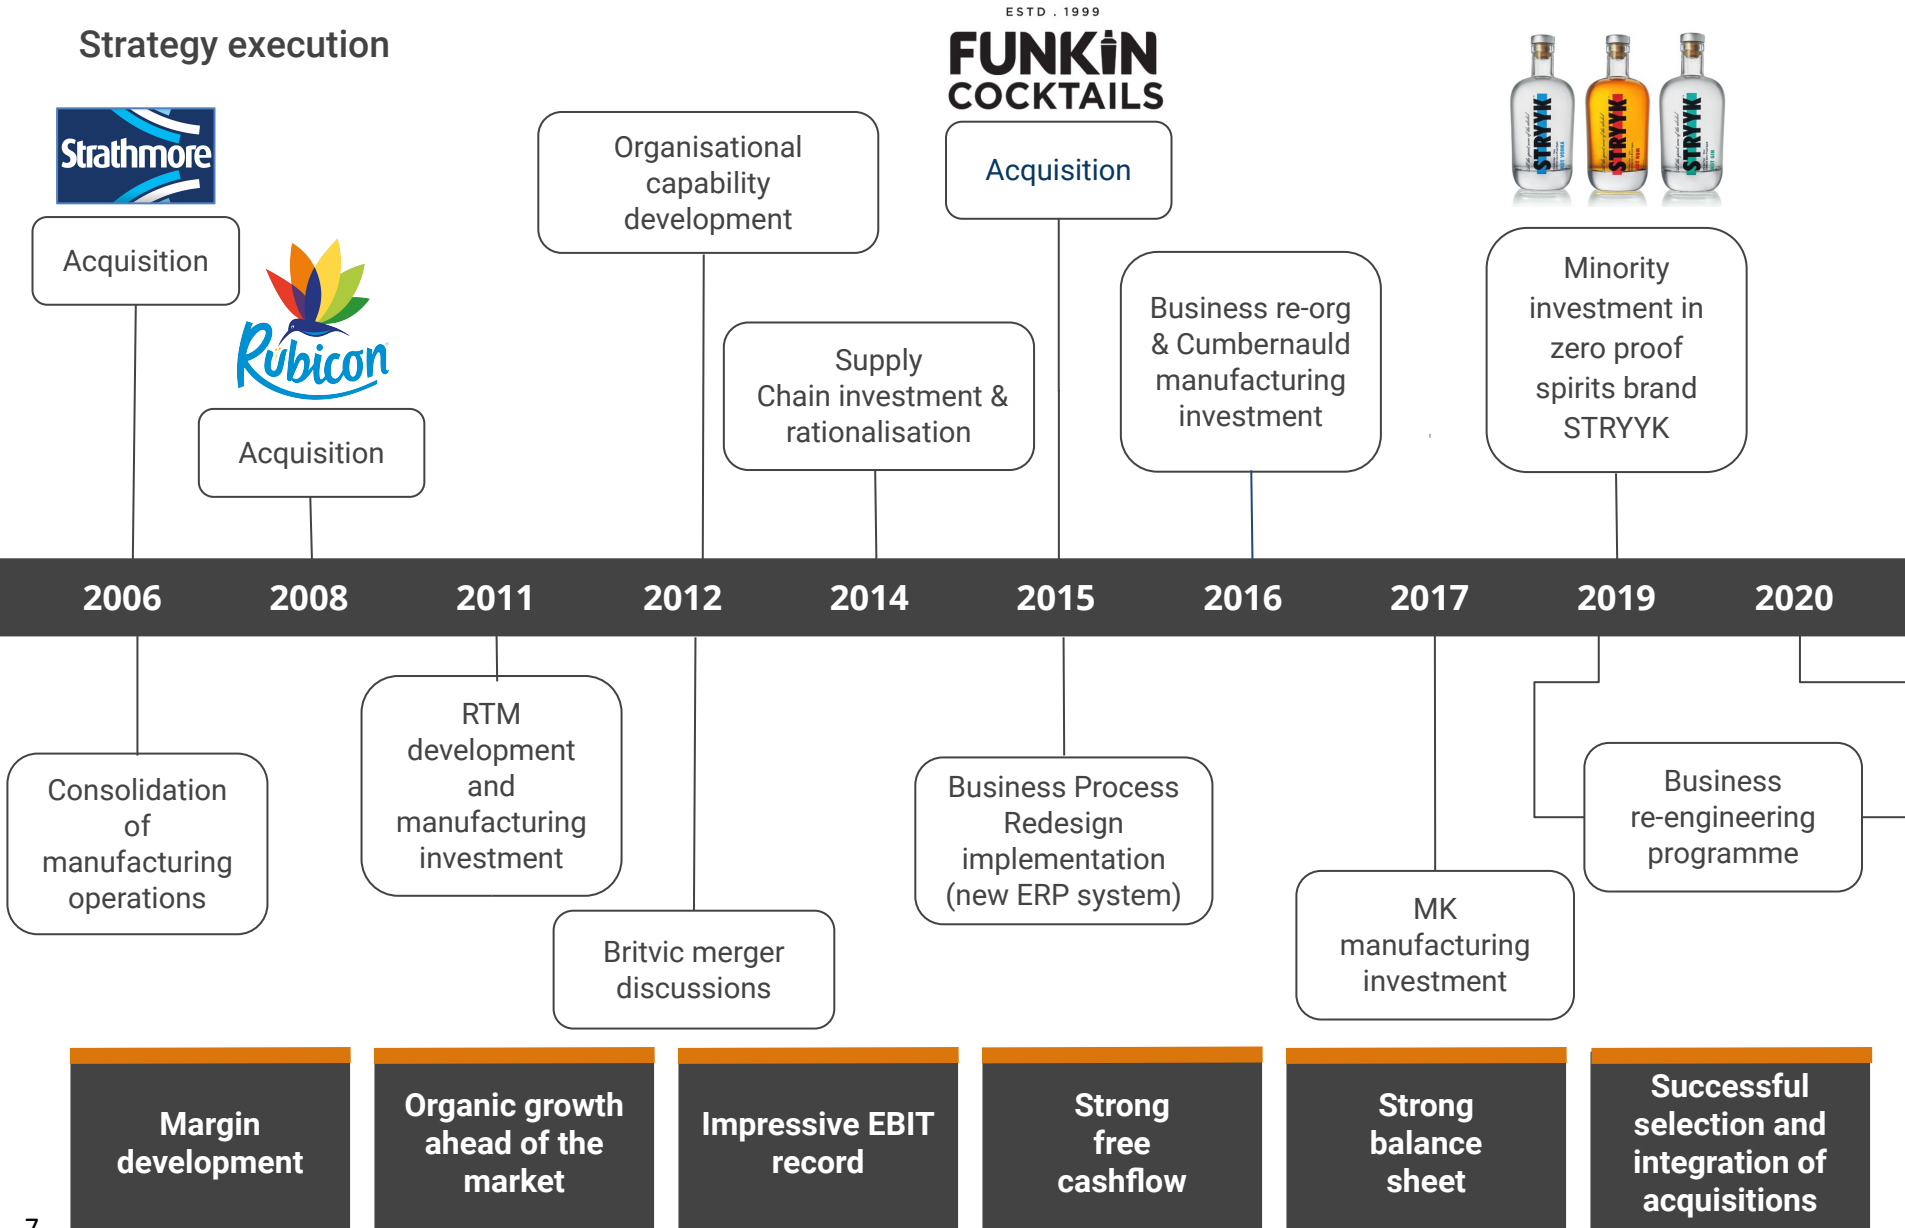 Strategy execution
ESTD . 1999
FUNKiN
COCKTAILS
Strathmore
Acquisition
Rubicon
Acquisition
Organisational
capability
development
Supply
Chain investment &
rationalisation
Acquisition
Business re-org
& Cumbernauld
manufacturing
investment
STRYYK
STRYYK
STRYYK
Minority
investment in
zero proof
spirits brand
STRYYK
2006 2008 2011 2012 2014 2015 2016 2017 2019 2020
Consolidation
of
manufacturing
operations
RTM
development
and
manufacturing
investment
Britvic merger
discussions
Business Process
Redesign
implementation
(new ERP system)
MK
manufacturing
investment
Business
re-engineering
programme
Margin
development
Organic growth
ahead of the
market
Impressive EBIT
record
Strong
free
cashflow
Strong
balance
sheet
Successful
selection and
integration of
acquisitions
7